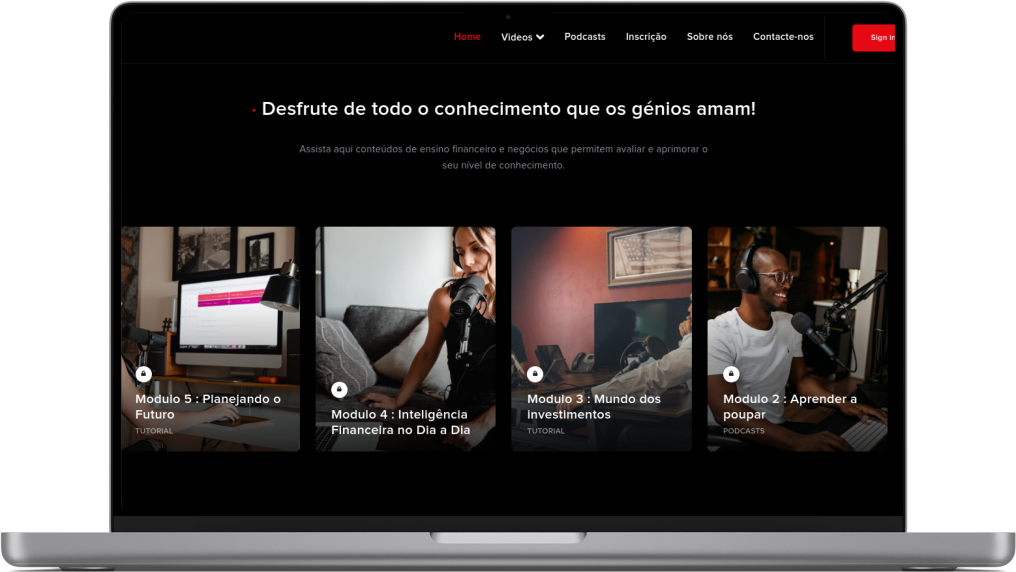 Home Videos Podcasts Inscrição Sobre nós Contacte-nos Sign in
Desfrute de todo o conhecimento que os génios amam!
Assista aqui conteúdos de ensino financeiro e negócios que permitem avaliar e aprimorar o
seu nível de conhecimento.
Modulo 5 : Planejando o
Futuro
TUTORIAL
Modulo 4 : Inteligência
Financeira no Dia a Dia
Modulo 3 : Mundo dos
investimentos
TUTORIAL
Modulo 2 : Aprender a
poupar
PODCASTS